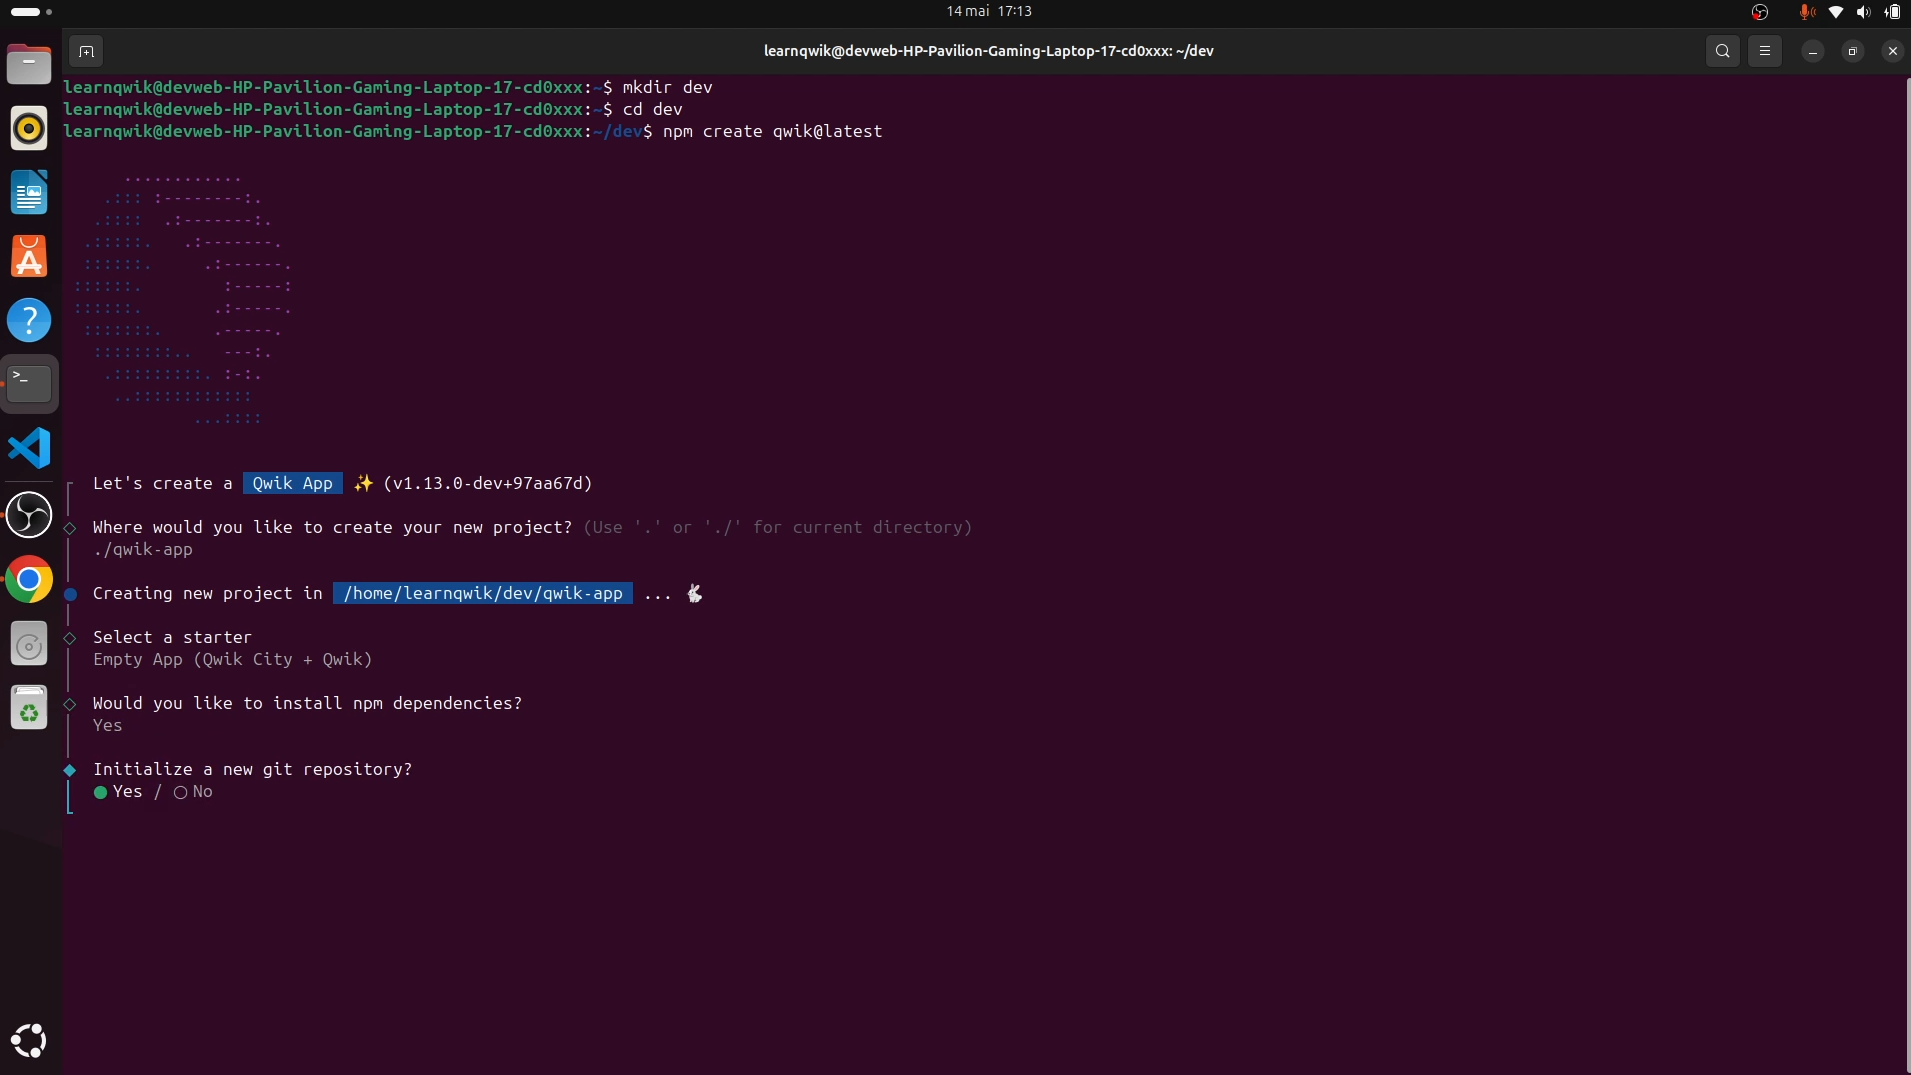 14 mai 17:13
learnqwik@devweb-HP-Pavilion-Gaming-Laptop-17-cd0xxx: ~/dev
learnqwik@devweb-HP-Pavilion-Gaming-Laptop-17-cd0xxx:~$ mkdir dev
learnqwik@devweb-HP-Pavilion-Gaming-Laptop-17-cd0xxx:~$ cd dev
learnqwik@devweb-HP-Pavilion-Gaming-Laptop-17-cd0xxx:~/dev$ npm create qwik@latest
............
.::: :--------:.
.:::: .:-------:.
.:::::. .:-------.
::::::. .:------.
::::::. :-----:
::::::. .:-----.
:::::::. .-----.
::::::::.. ---:.
.:::::::::. :-:.
..::::::::::::
...::::
Let's create a Qwik App ✨ (v1.13.0-dev+97aa67d)
Where would you like to create your new project? (Use '.' or './' for current directory)
./qwik-app
Creating new project in /home/learnqwik/dev/qwik-app ... 🐇
Select a starter
Empty App (Qwik City + Qwik)
Would you like to install npm dependencies?
Yes
Initialize a new git repository?
● Yes / ○ No